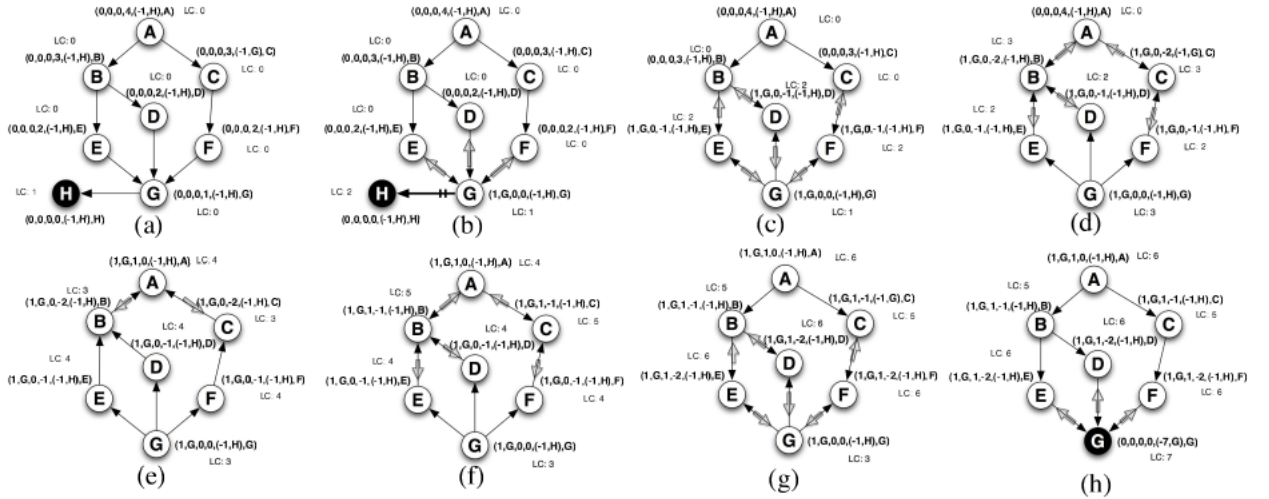 (0,0,0,4,(-1,H),A) LC: 0
A
LC: 0
(0,0,0,3,(-1,H),B)
(0,0,0,3,(-1,G),C)
B
C
LC: 0
LC: 0
(0,0,0,2,(-1,H),D)
LC: 0
D
(0,0,0,2,(-1,H),E)
(0,0,0,2,(-1,H),F)
E
F
LC: 0
LC: 1
H
G
(0,0,0,1,(-1,H),G)
LC: 0
(0,0,0,0,(-1,H),H)
(a)
(0,0,0,4,(-1,H),A) LC: 0
A
LC: 0
(0,0,0,3,(-1,H),B)
(0,0,0,3,(-1,H),C)
B
C
LC: 0
LC: 0
(0,0,0,2,(-1,H),D)
LC: 0
D
(0,0,0,2,(-1,H),E)
(0,0,0,2,(-1,H),F)
E
F
LC: 0
LC: 2
H
G
(1,G,0,0,(-1,H),G)
LC: 1
(0,0,0,0,(-1,H),H)
(b)
(0,0,0,4,(-1,H),A) LC: 0
A
LC: 0
(0,0,0,3,(-1,H),B)
(0,0,0,3,(-1,H),C)
B
C
LC: 0
LC: 2
(1,G,0,-1,(-1,H),D)
LC: 2
D
(1,G,0,-1,(-1,H),E)
(1,G,0,-1,(-1,H),F)
E
F
LC: 2
G
(1,G,0,0,(-1,H),G)
LC: 1
(c)
(0,0,0,4,(-1,H),A) LC: 0
A
LC: 3
(1,G,0,-2,(-1,H),B)
(1,G,0,-2,(-1,G),C)
B
C
LC: 3
LC: 2
(1,G,0,-1,(-1,H),D)
LC: 2
D
(1,G,0,-1,(-1,H),E)
(1,G,0,-1,(-1,H),F)
E
F
LC: 2
G
(1,G,0,0,(-1,H),G)
LC: 3
(d)
(1,G,1,0,(-1,H),A) LC: 4
A
LC: 3
(1,G,0,-2,(-1,H),B)
(1,G,0,-2,(-1,H),C)
B
C
LC: 3
LC: 4
(1,G,0,-1,(-1,H),D)
LC: 4
D
(1,G,0,-1,(-1,H),E)
(1,G,0,-1,(-1,H),F)
E
F
LC: 4
G
(1,G,0,0,(-1,H),G)
LC: 3
(e)
(1,G,1,0,(-1,H),A) LC: 4
A
LC: 5
(1,G,1,-1,(-1,H),B)
(1,G,1,-1,(-1,H),C)
B
C
LC: 5
LC: 4
(1,G,0,-1,(-1,H),D)
LC: 4
D
(1,G,0,-1,(-1,H),E)
(1,G,0,-1,(-1,H),F)
E
F
LC: 4
G
(1,G,0,0,(-1,H),G)
LC: 3
(f)
(1,G,1,0,(-1,H),A) LC: 6
A
LC: 5
(1,G,1,-1,(-1,H),B)
(1,G,1,-1,(-1,G),C)
B
C
LC: 5
LC: 6
(1,G,1,-2,(-1,H),D)
LC: 6
D
(1,G,1,-2,(-1,H),E)
(1,G,1,-2,(-1,H),F)
E
F
LC: 6
G
(1,G,0,0,(-1,H),G)
LC: 3
(g)
(1,G,1,0,(-1,H),A) LC: 6
A
LC: 5
(1,G,1,-1,(-1,H),B)
(1,G,1,-1,(-1,H),C)
B
C
LC: 5
LC: 6
(1,G,1,-2,(-1,H),D)
LC: 6
D
(1,G,1,-2,(-1,H),E)
(1,G,1,-2,(-1,H),F)
E
F
LC: 6
G
(0,0,0,0,(-7,G),G)
LC: 7
(h)